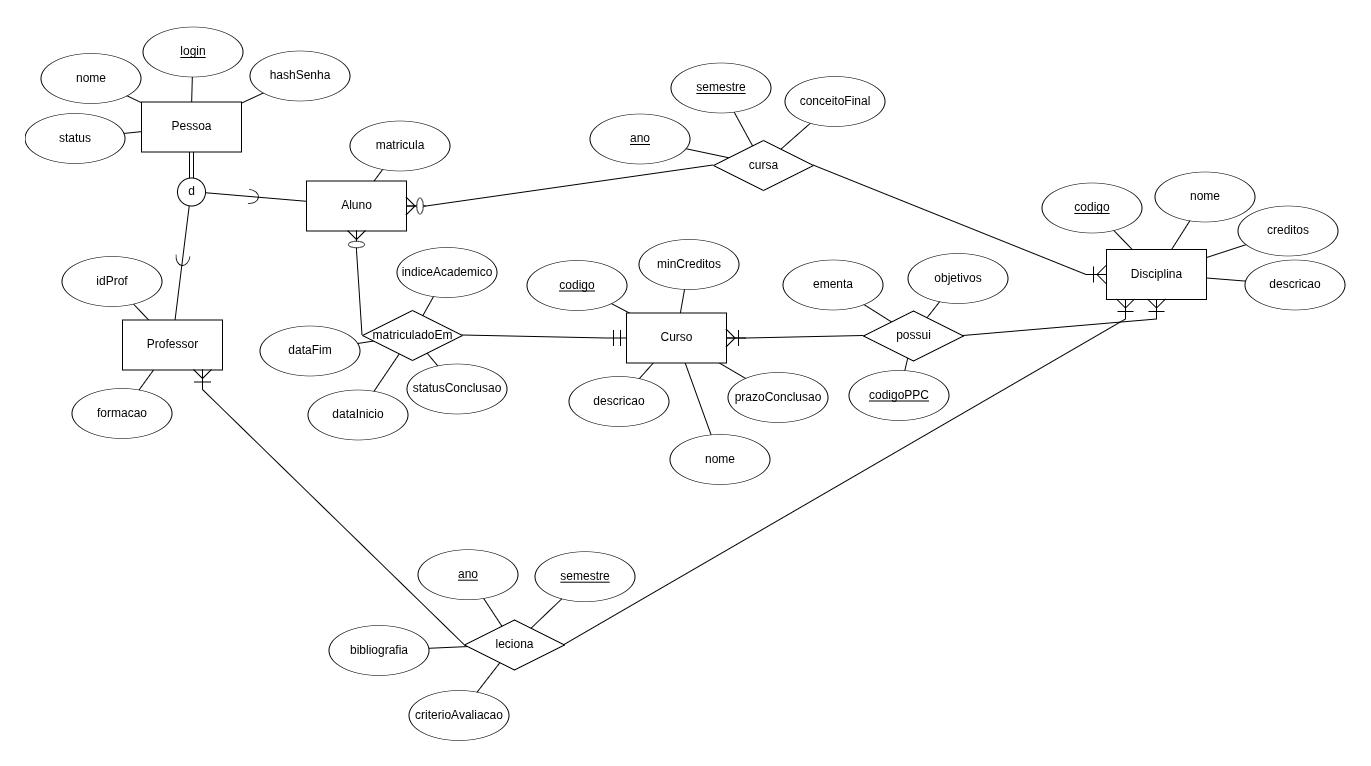 login
nome
hashSenha
status
Pessoa
d
matricula
Aluno
semestre
conceitoFinal
ano
cursa
codigo
nome
creditos
Disciplina
descricao
idProf
Professor
formacao
indiceAcademico
matriculadoEm
dataFim
statusConclusao
dataInicio
codigo
minCreditos
Curso
descricao
prazoConclusao
nome
ementa
objetivos
possui
codigoPPC
ano
semestre
leciona
bibliografia
criterioAvaliacao